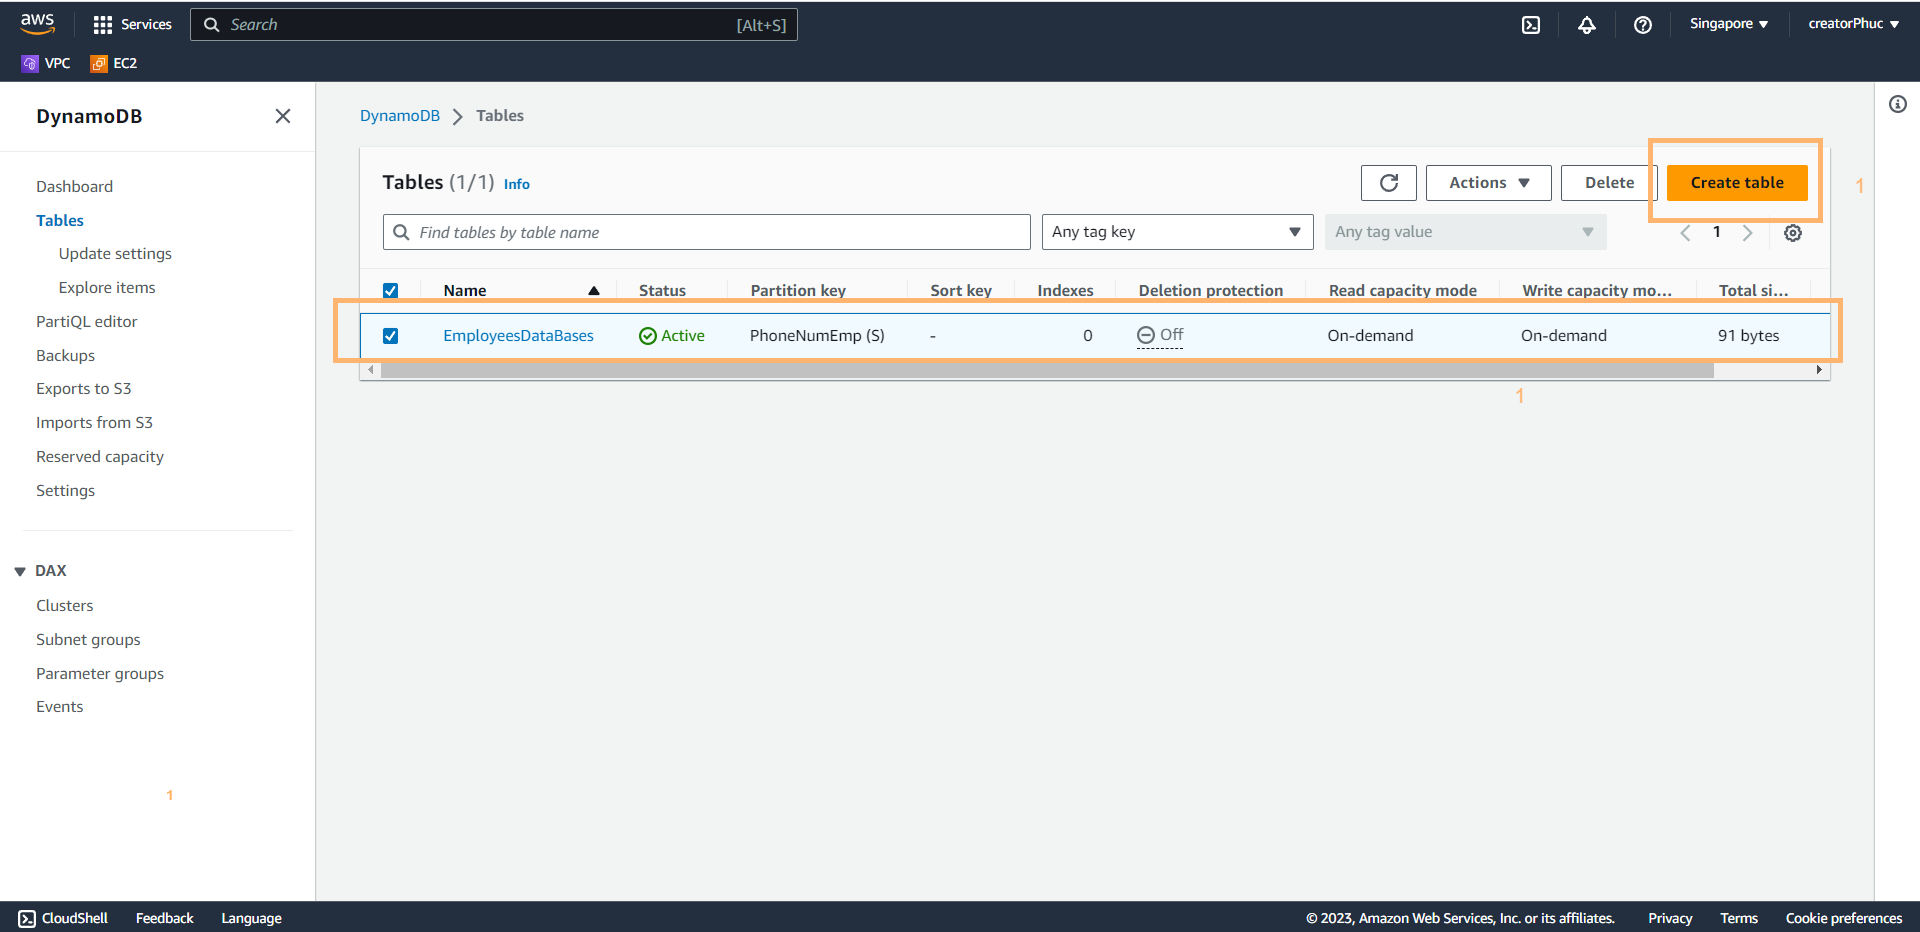 aws Services Search [Alt+S] Singapore creatorPhuc
VPC EC2
DynamoDB
Dashboard
Tables
Update settings
Explore items
PartiQL editor
Backups
Exports to S3
Imports from S3
Reserved capacity
Settings
DAX
Clusters
Subnet groups
Parameter groups
Events
1
DynamoDB Tables
Tables (1/1) Info Actions Delete Create table 1
Find tables by table name Any tag key Any tag value 1
Name Status Partition key Sort key Indexes Deletion protection Read capacity mode Write capacity mo... Total si...
EmployeesDataBases Active PhoneNumEmp (S) - 0 Off On-demand On-demand 91 bytes
1
CloudShell Feedback Language © 2023, Amazon Web Services, Inc. or its affiliates. Privacy Terms Cookie preferences